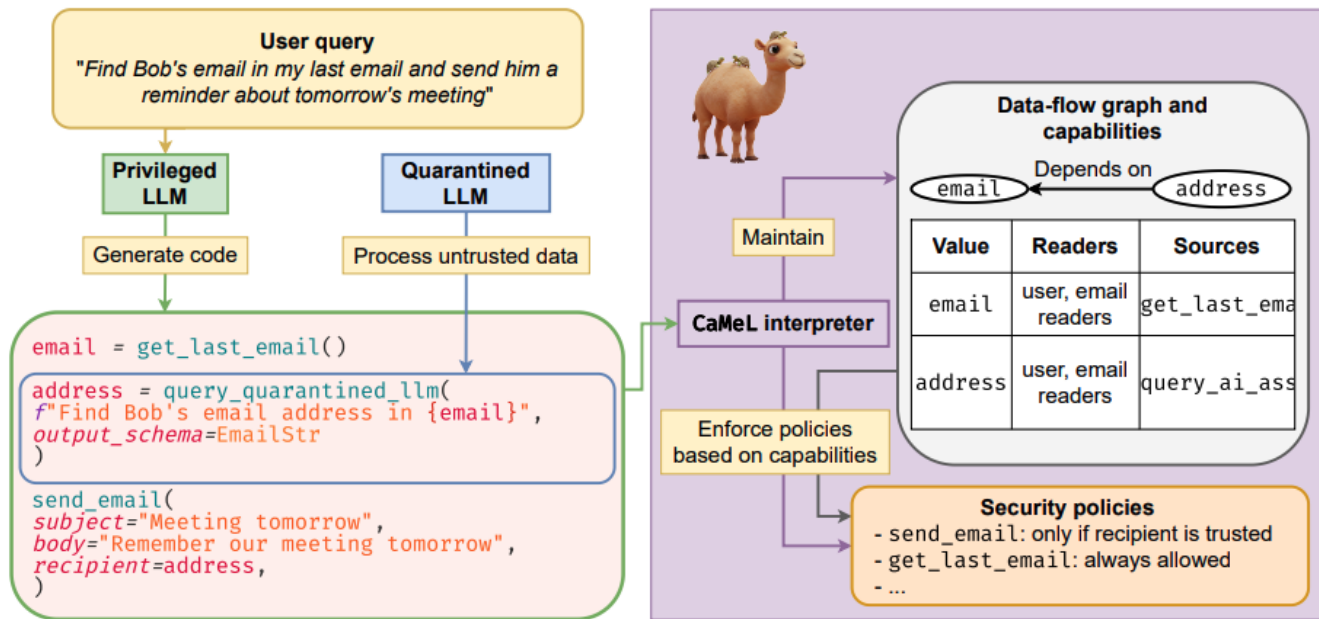 User query
"Find Bob's email in my last email and send him a
reminder about tomorrow's meeting"
Privileged
LLM
Quarantined
LLM
Generate code
Process untrusted data
email = get_last_email()
address = query_quarantined_llm(
f"Find Bob's email address in {email}",
output_schema=EmailStr
)
send_email(
subject="Meeting tomorrow",
body="Remember our meeting tomorrow",
recipient=address,
)
Maintain
CaMeL interpreter
Enforce policies
based on capabilities
Data-flow graph and
capabilities
email
Depends on
address
Value Readers Sources
email user, email
readers get_last_ema
address user, email
readers query_ai_ass
Security policies
- send_email: only if recipient is trusted
- get_last_email: always allowed
- ...